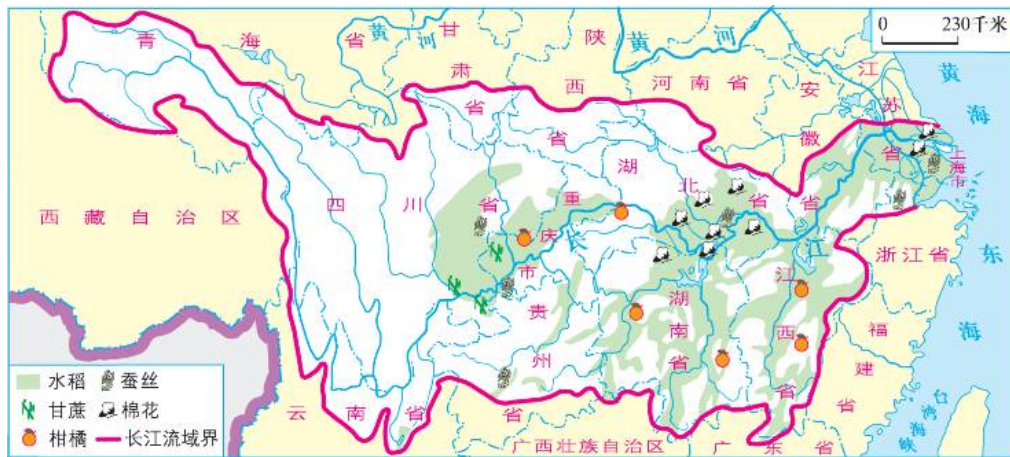 0 230千米
青海省
甘肃省
陕西省
黄河
黄河
河南省
安徽省
江苏省
黄海
上海市
西藏自治区
四川省
重庆市
湖北省
长江
浙江省
东海
贵州省
湖南省
江西省
福建省
云南省
广西壮族自治区
广东省
台湾海峡
水稻 蚕丝
甘蔗 棉花
柑橘 长江流域界